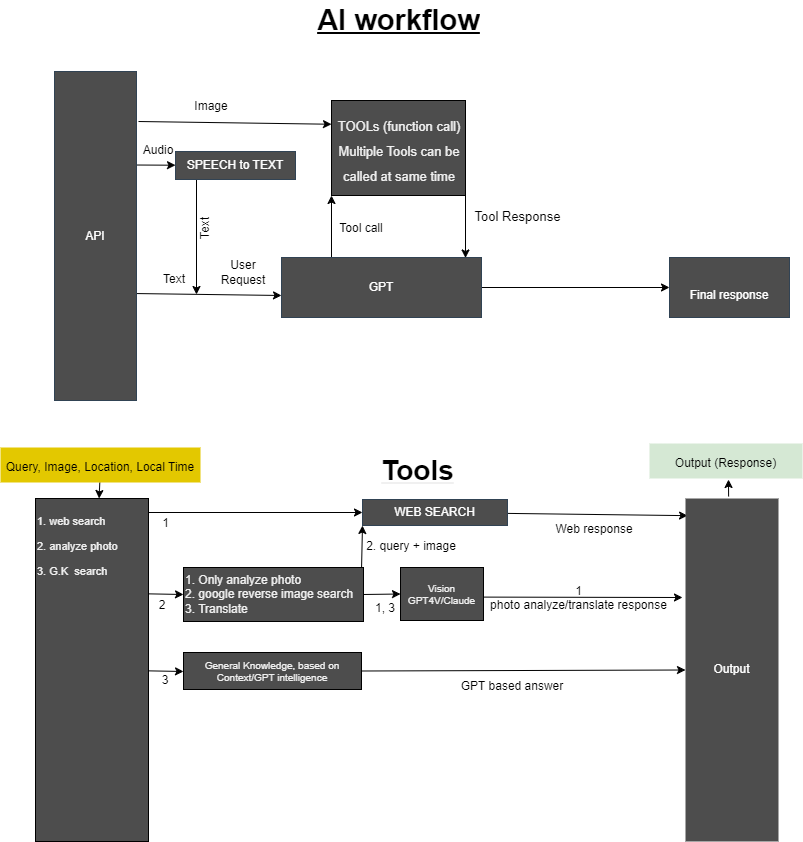 AI workflow
Image
TOOLs (function call)
Multiple Tools can be
called at same time
Audio
SPEECH to TEXT
API
Text
Tool call
Tool Response
User
Request
Text
GPT
Final response
Query, Image, Location, Local Time
Tools
Output (Response)
1. web search
2. analyze photo
3. G.K search
1
WEB SEARCH
Web response
2. query + image
2
1. Only analyze photo
2. google reverse image search
3. Translate
1, 3
Vision
GPT4V/Claude
1
photo analyze/translate response
3
General Knowledge, based on
Context/GPT intelligence
GPT based answer
Output